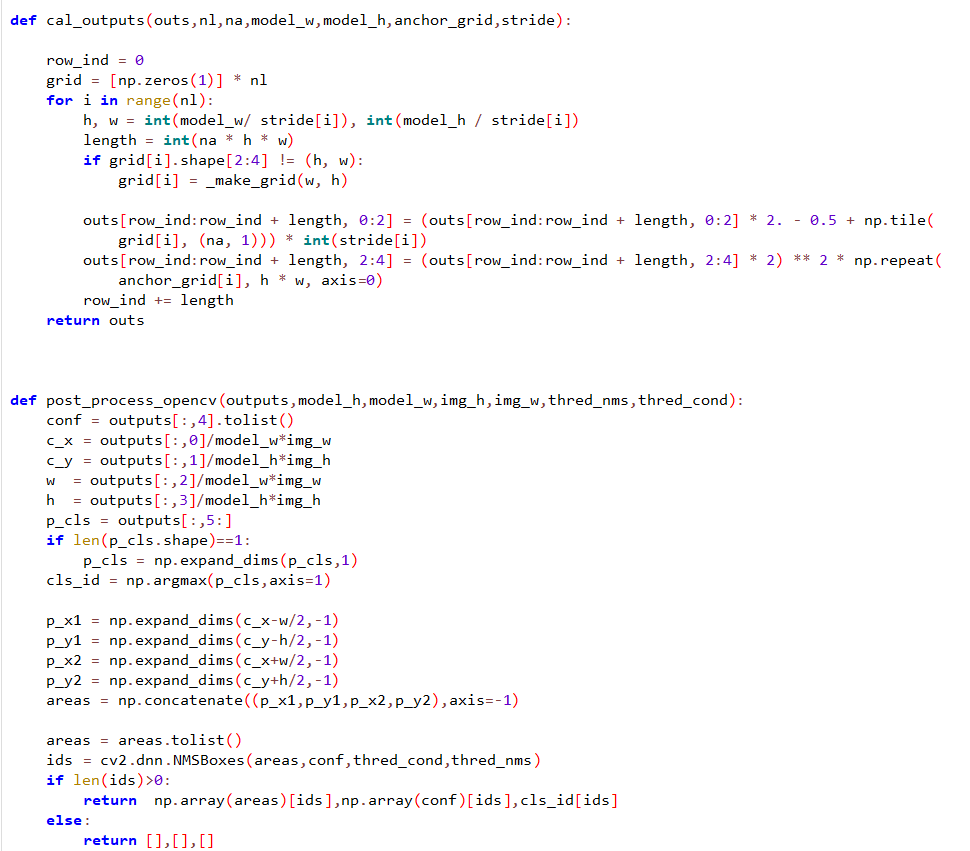 def cal_outputs(outs,nl,na,model_w,model_h,anchor_grid,stride):
    row_ind = 0
    grid = [np.zeros(1)] * nl
    for i in range(nl):
        h, w = int(model_w/ stride[i]), int(model_h / stride[i])
        length = int(na * h * w)
        if grid[i].shape[2:4] != (h, w):
            grid[i] = _make_grid(w, h)
        outs[row_ind:row_ind + length, 0:2] = (outs[row_ind:row_ind + length, 0:2] * 2. - 0.5 + np.tile(
            grid[i], (na, 1))) * int(stride[i])
        outs[row_ind:row_ind + length, 2:4] = (outs[row_ind:row_ind + length, 2:4] * 2) ** 2 * np.repeat(
            anchor_grid[i], h * w, axis=0)
        row_ind += length
    return outs
def post_process_opencv(outputs,model_h,model_w,img_h,img_w,thred_nms,thred_cond):
    conf = outputs[:,4].tolist()
    c_x = outputs[:,0]/model_w*img_w
    c_y = outputs[:,1]/model_h*img_h
    w  = outputs[:,2]/model_w*img_w
    h  = outputs[:,3]/model_h*img_h
    p_cls = outputs[:,5:]
    if len(p_cls.shape)==1:
        p_cls = np.expand_dims(p_cls,1)
    cls_id = np.argmax(p_cls,axis=1)
    p_x1 = np.expand_dims(c_x-w/2,-1)
    p_y1 = np.expand_dims(c_y-h/2,-1)
    p_x2 = np.expand_dims(c_x+w/2,-1)
    p_y2 = np.expand_dims(c_y+h/2,-1)
    areas = np.concatenate((p_x1,p_y1,p_x2,p_y2),axis=-1)
    areas = areas.tolist()
    ids = cv2.dnn.NMSBoxes(areas,conf,thred_cond,thred_nms)
    if len(ids)>0:
        return  np.array(areas)[ids],np.array(conf)[ids],cls_id[ids]
    else:
        return [],[],[]